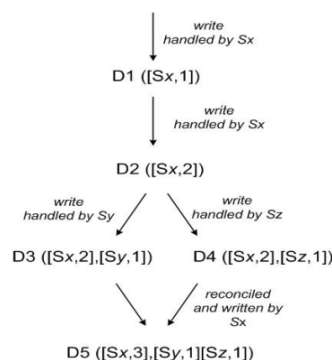 write
handled by Sx
D1 ([Sx,1])
write
handled by Sx
D2 ([Sx,2])
write
handled by Sy
write
handled by Sz
D3 ([Sx,2],[Sy,1])
D4 ([Sx,2],[Sz,1])
reconciled
and written by
Sx
D5 ([Sx,3],[Sy,1][Sz,1])